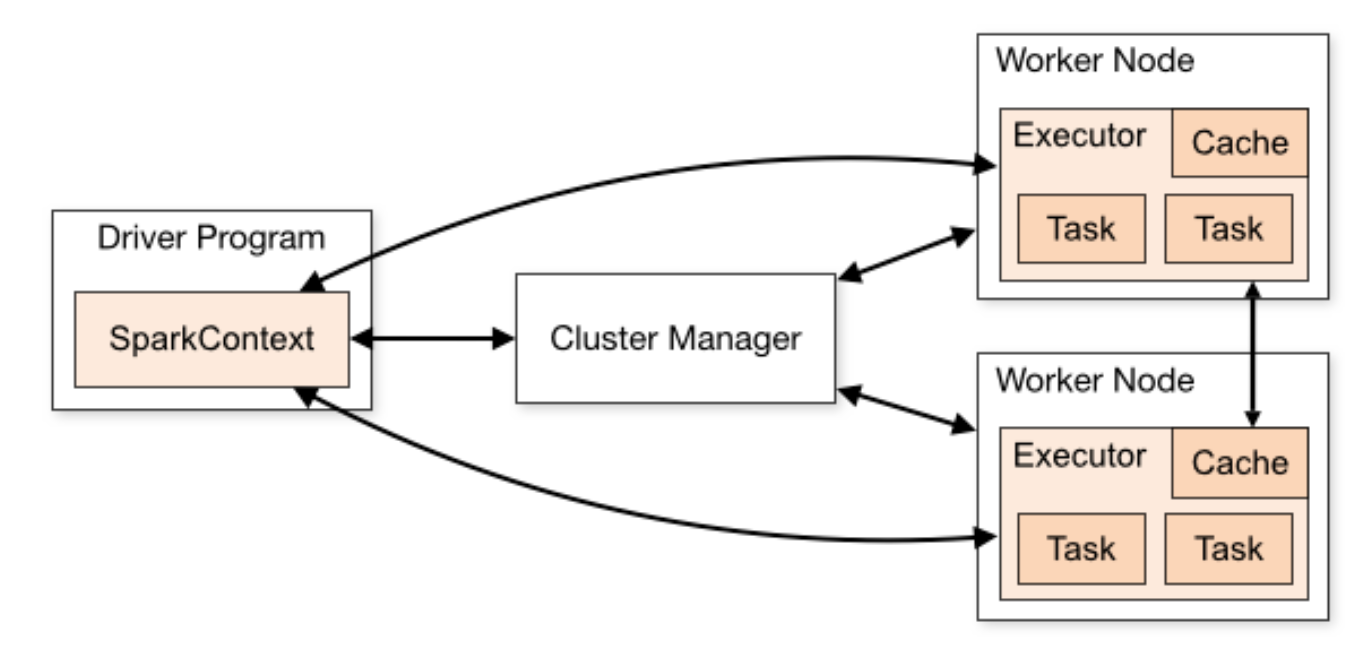 Driver Program
SparkContext
Cluster Manager
Worker Node
Executor
Cache
Task
Task
Worker Node
Executor
Cache
Task
Task